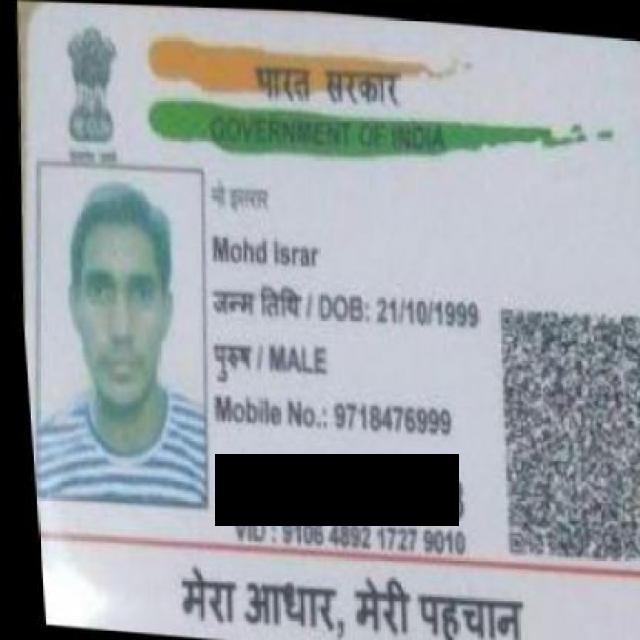 भारत सरकार
GOVERNMENT OF INDIA
मो इसरार
Mohd Israr
जन्म तिथि / DOB: 21/10/1999
पुरुष / MALE
Mobile No.: 9718476999
VID : 9106 4892 1727 9010
मेरा आधार, मेरी पहचान